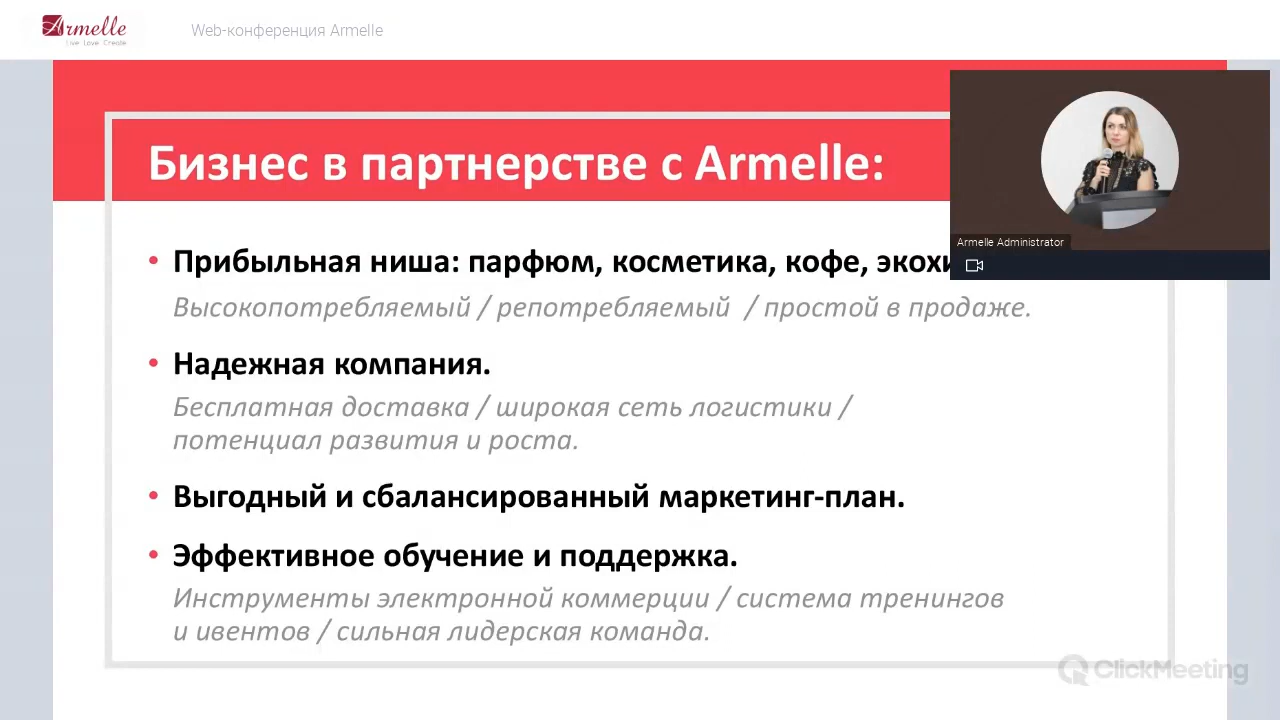 Armelle
Live Love Create
Web-конференция Armelle
Бизнес в партнерстве с Armelle:
Armelle Administrator
• Прибыльная ниша: парфюм, косметика, кофе,
Высокопотребляемый / репотребляемый / простой в продаже.
• Надежная компания.
Бесплатная доставка / широкая сеть логистики /
потенциал развития и роста.
• Выгодный и сбалансированный маркетинг-план.
• Эффективное обучение и поддержка.
Инструменты электронной коммерции / система тренингов
и ивентов / сильная лидерская команда.
ClickMeeting